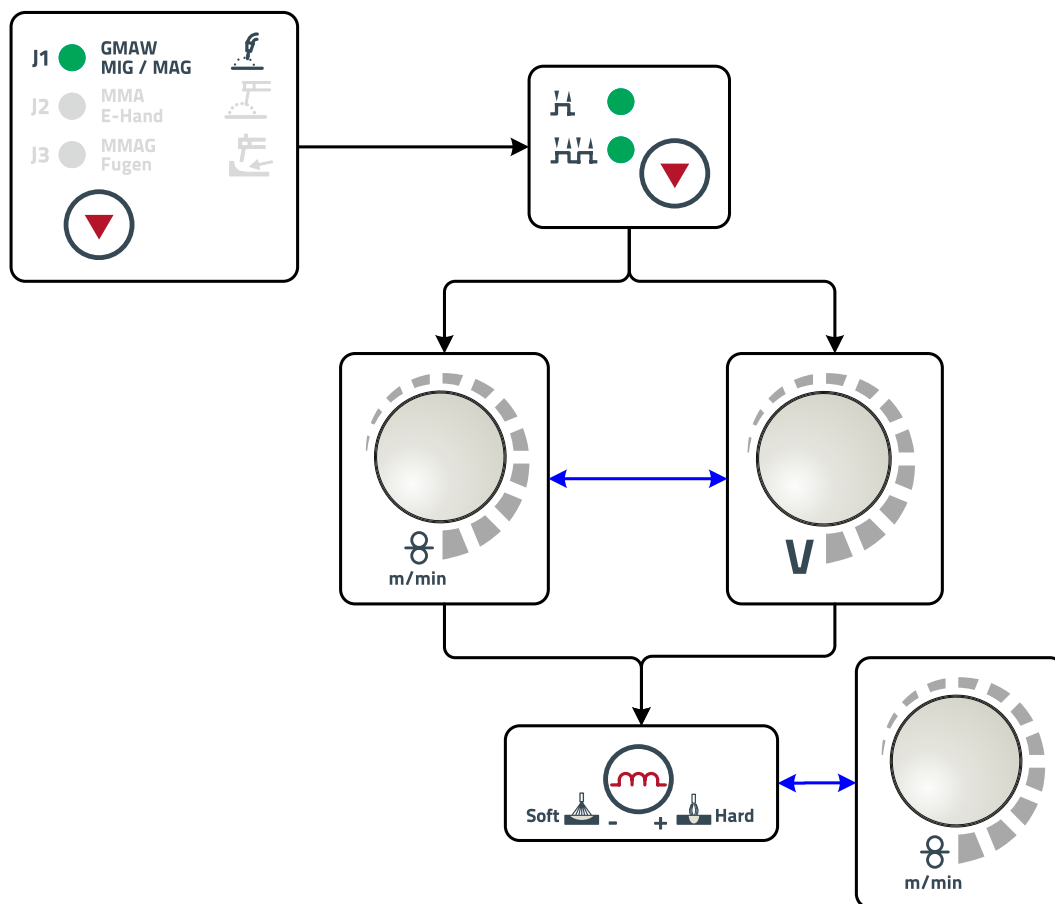 J1 GMAW
MIG / MAG
J2 MMA
E-Hand
J3 MMAG
Fugen
m/min
V
Soft - + Hard
m/min